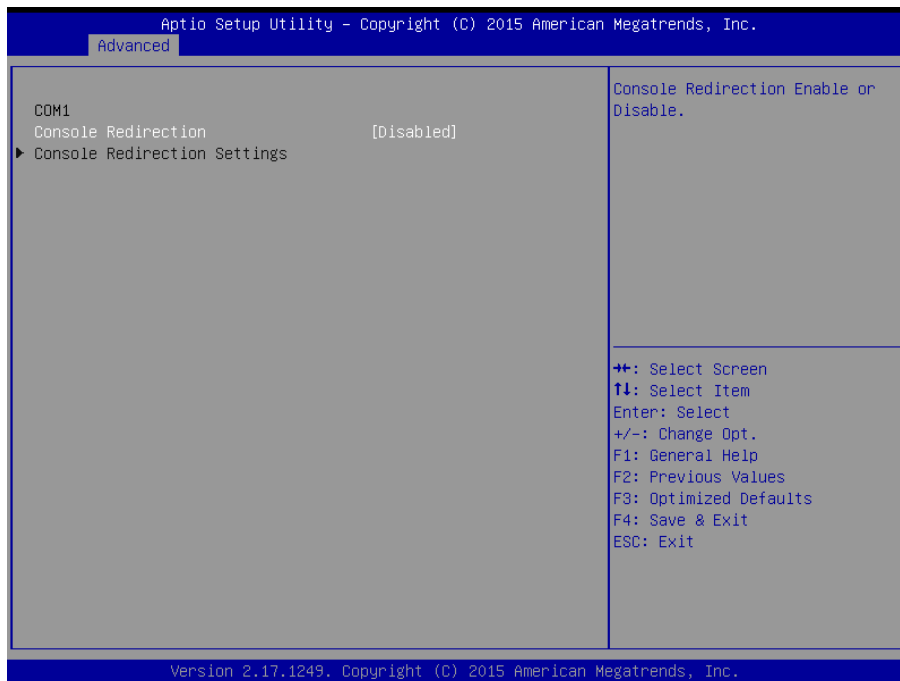 Aptio Setup Utility – Copyright (C) 2015 American Megatrends, Inc.
Advanced
COM1
Console Redirection [Disabled]
▶ Console Redirection Settings
Console Redirection Enable or
Disable.
→←: Select Screen
↑↓: Select Item
Enter: Select
+/-: Change Opt.
F1: General Help
F2: Previous Values
F3: Optimized Defaults
F4: Save & Exit
ESC: Exit
Version 2.17.1249. Copyright (C) 2015 American Megatrends, Inc.